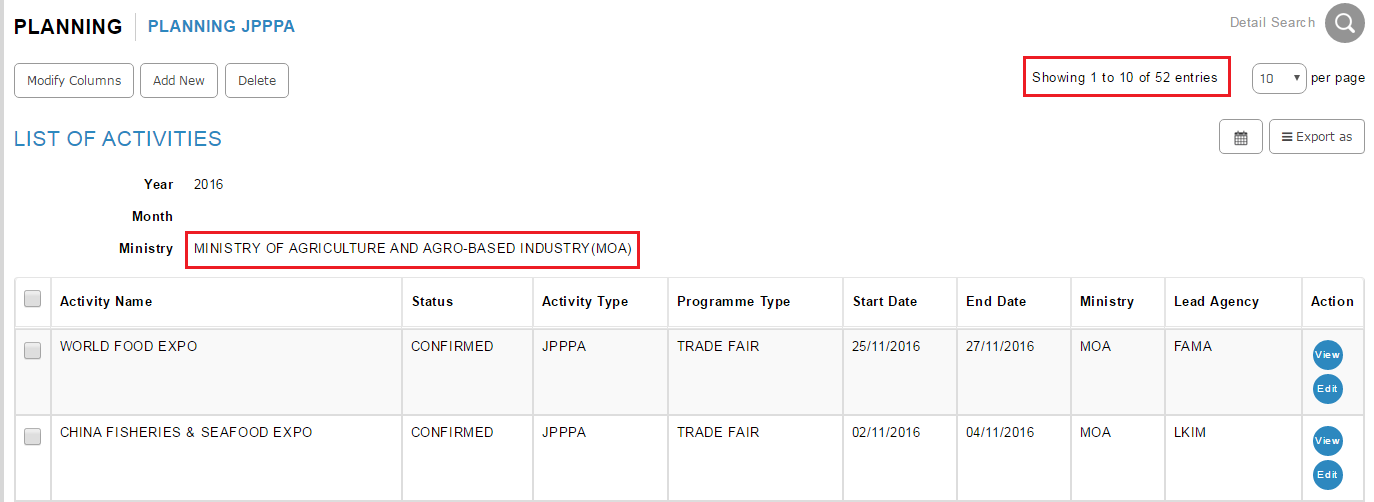 PLANNING PLANNING JPPPA
Detail Search
Modify Columns Add New Delete
Showing 1 to 10 of 52 entries 10 per page
LIST OF ACTIVITIES
Export as
Year 2016
Month
Ministry MINISTRY OF AGRICULTURE AND AGRO-BASED INDUSTRY(MOA)
Activity Name Status Activity Type Programme Type Start Date End Date Ministry Lead Agency Action
WORLD FOOD EXPO CONFIRMED JPPPA TRADE FAIR 25/11/2016 27/11/2016 MOA FAMA View
Edit
CHINA FISHERIES & SEAFOOD EXPO CONFIRMED JPPPA TRADE FAIR 02/11/2016 04/11/2016 MOA LKIM View
Edit